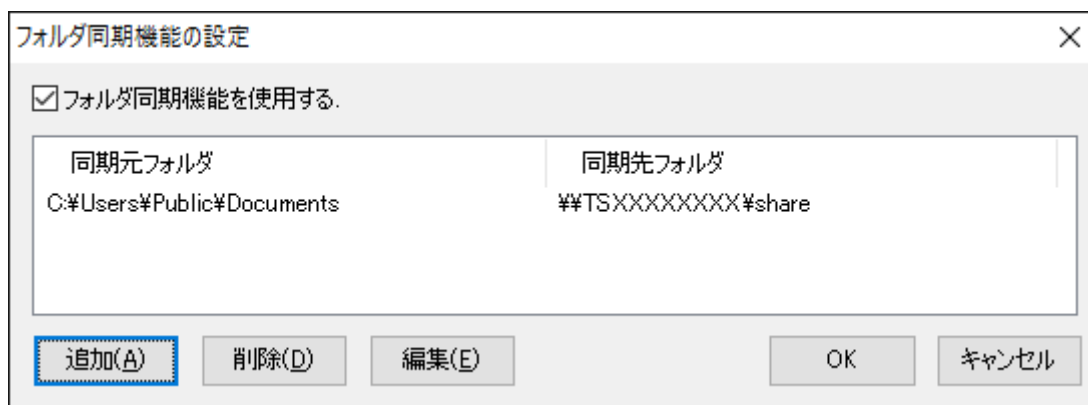 フォルダ同期機能の設定
フォルダ同期機能を使用する.
同期元フォルダ 同期先フォルダ
C:¥Users¥Public¥Documents ¥¥TSXXXXXXXX¥share
追加(A) 削除(D) 編集(E) OK キャンセル